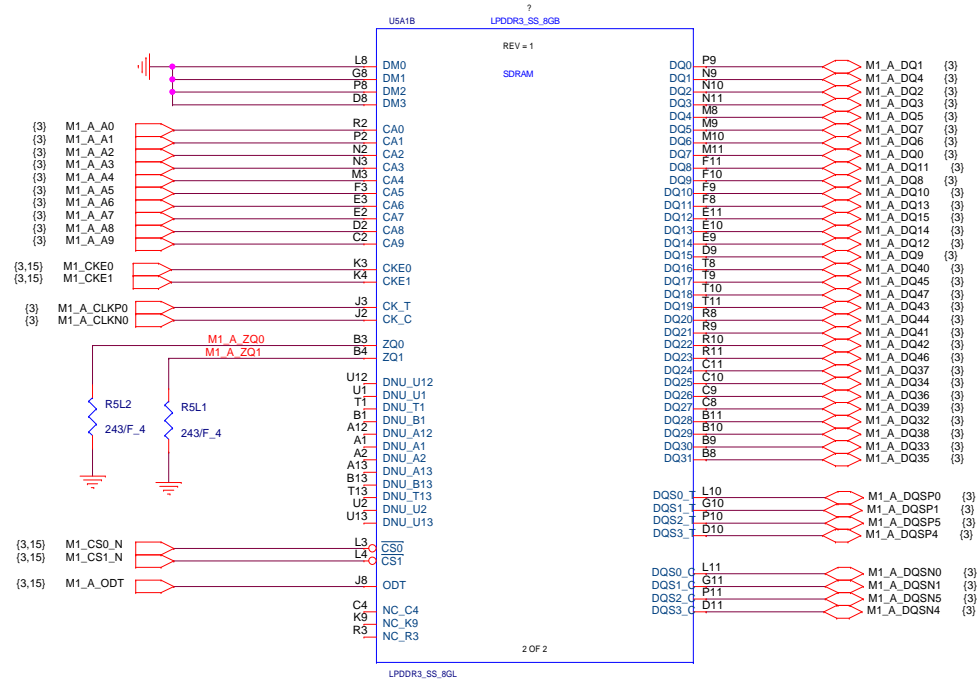 ?
U5A1B LPDDR3_SS_8GB
REV = 1
SDRAM
L8 DM0
G8 DM1
P8 DM2
D8 DM3
{3} M1_A_A0 R2 CA0
{3} M1_A_A1 P2 CA1
{3} M1_A_A2 N2 CA2
{3} M1_A_A3 N3 CA3
{3} M1_A_A4 M3 CA4
{3} M1_A_A5 F3 CA5
{3} M1_A_A6 E3 CA6
{3} M1_A_A7 E2 CA7
{3} M1_A_A8 D2 CA8
{3} M1_A_A9 C2 CA9
{3,15} M1_CKE0 K3 CKE0
{3,15} M1_CKE1 K4 CKE1
{3} M1_A_CLKP0 J3 CK_T
{3} M1_A_CLKN0 J2 CK_C
M1_A_ZQ0 B3 ZQ0
M1_A_ZQ1 B4 ZQ1
R5L2
243/F_4
R5L1
243/F_4
U12 DNU_U12
U1 DNU_U1
T1 DNU_T1
B1 DNU_B1
A12 DNU_A12
A1 DNU_A1
A2 DNU_A2
A13 DNU_A13
B13 DNU_B13
T13 DNU_T13
U2 DNU_U2
U13 DNU_U13
{3,15} M1_CS0_N L3 CS0
{3,15} M1_CS1_N L4 CS1
{3,15} M1_A_ODT J8 ODT
C4 NC_C4
K9 NC_K9
R3 NC_R3
DQ0 P9 M1_A_DQ1 {3}
DQ1 N9 M1_A_DQ4 {3}
DQ2 N10 M1_A_DQ2 {3}
DQ3 N11 M1_A_DQ3 {3}
DQ4 M8 M1_A_DQ5 {3}
DQ5 M9 M1_A_DQ7 {3}
DQ6 M10 M1_A_DQ6 {3}
DQ7 M11 M1_A_DQ0 {3}
DQ8 F11 M1_A_DQ11 {3}
DQ9 F10 M1_A_DQ8 {3}
DQ10 F9 M1_A_DQ10 {3}
DQ11 F8 M1_A_DQ13 {3}
DQ12 E11 M1_A_DQ15 {3}
DQ13 E10 M1_A_DQ14 {3}
DQ14 E9 M1_A_DQ12 {3}
DQ15 D9 M1_A_DQ9 {3}
DQ16 T8 M1_A_DQ40 {3}
DQ17 T9 M1_A_DQ45 {3}
DQ18 T10 M1_A_DQ47 {3}
DQ19 T11 M1_A_DQ43 {3}
DQ20 R8 M1_A_DQ44 {3}
DQ21 R9 M1_A_DQ41 {3}
DQ22 R10 M1_A_DQ42 {3}
DQ23 R11 M1_A_DQ46 {3}
DQ24 C11 M1_A_DQ37 {3}
DQ25 C10 M1_A_DQ34 {3}
DQ26 C9 M1_A_DQ36 {3}
DQ27 C8 M1_A_DQ39 {3}
DQ28 B11 M1_A_DQ32 {3}
DQ29 B10 M1_A_DQ38 {3}
DQ30 B9 M1_A_DQ33 {3}
DQ31 B8 M1_A_DQ35 {3}
DQS0_T L10 M1_A_DQSP0 {3}
DQS1_T G10 M1_A_DQSP1 {3}
DQS2_T P10 M1_A_DQSP5 {3}
DQS3_T D10 M1_A_DQSP4 {3}
DQS0_C L11 M1_A_DQSN0 {3}
DQS1_C G11 M1_A_DQSN1 {3}
DQS2_C P11 M1_A_DQSN5 {3}
DQS3_C D11 M1_A_DQSN4 {3}
2 OF 2
LPDDR3_SS_8GL